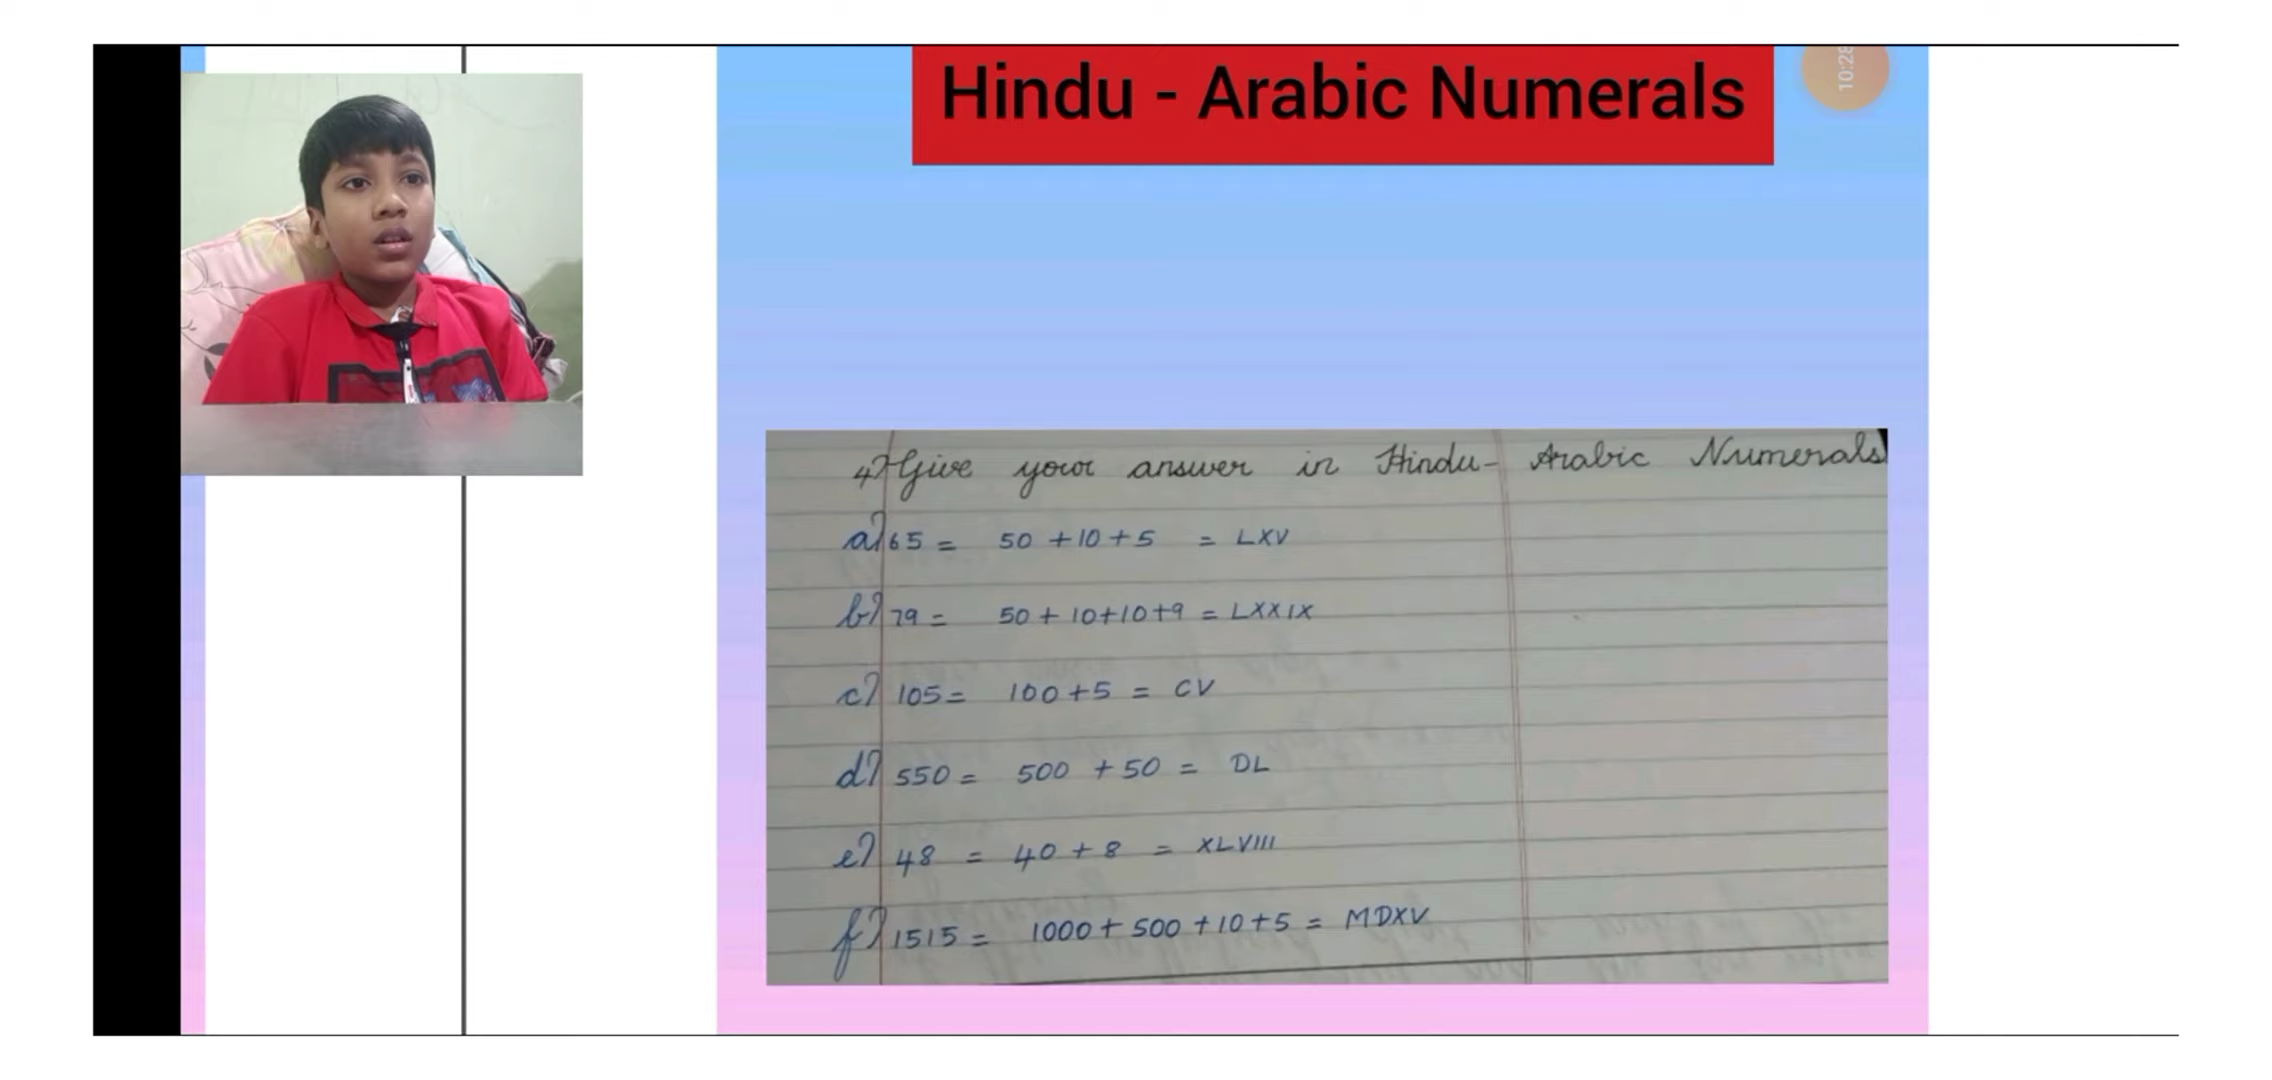 Hindu - Arabic Numerals
10:28
4) Give your answer in Hindu- Arabic Numerals
a) 65 = 50 +10+5 = LXV
b) 79 = 50+ 10+10+9 = LXXIX
c) 105= 100+5 = CV
d) 550= 500 +50 = DL
e) 48 = 40 + 8 = XLVIII
f) 1515 = 1000+ 500 +10+5 = MDXV